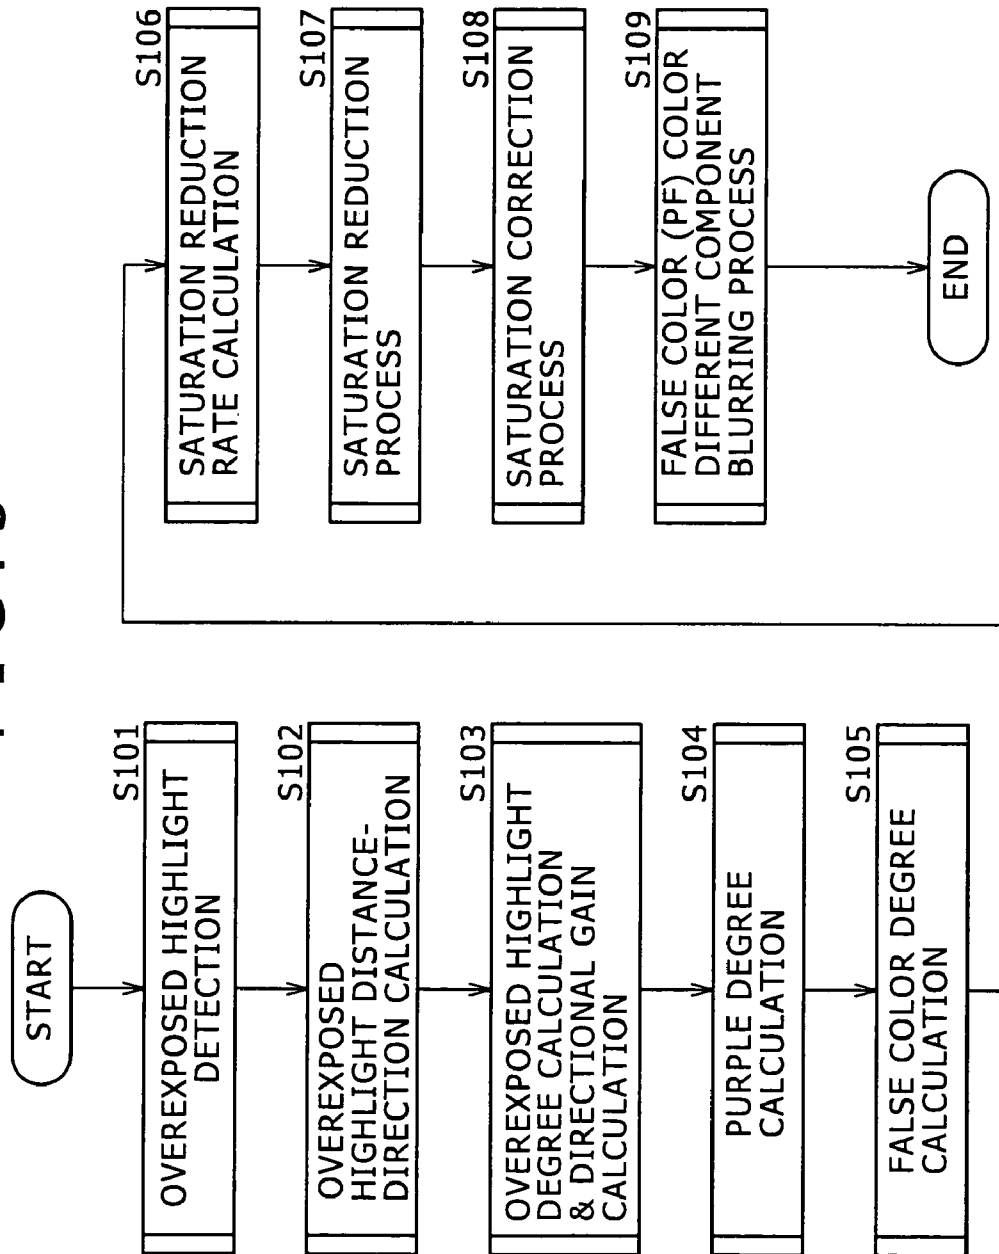 START
S101
OVEREXPOSED HIGHLIGHT
DETECTION
S102
OVEREXPOSED
HIGHLIGHT DISTANCE-
DIRECTION CALCULATION
S103
OVEREXPOSED HIGHLIGHT
DEGREE CALCULATION
& DIRECTIONAL GAIN
CALCULATION
S104
PURPLE DEGREE
CALCULATION
S105
FALSE COLOR DEGREE
CALCULATION
S106
SATURATION REDUCTION
RATE CALCULATION
S107
SATURATION REDUCTION
PROCESS
S108
SATURATION CORRECTION
PROCESS
S109
FALSE COLOR (PF) COLOR
DIFFERENT COMPONENT
BLURRING PROCESS
END